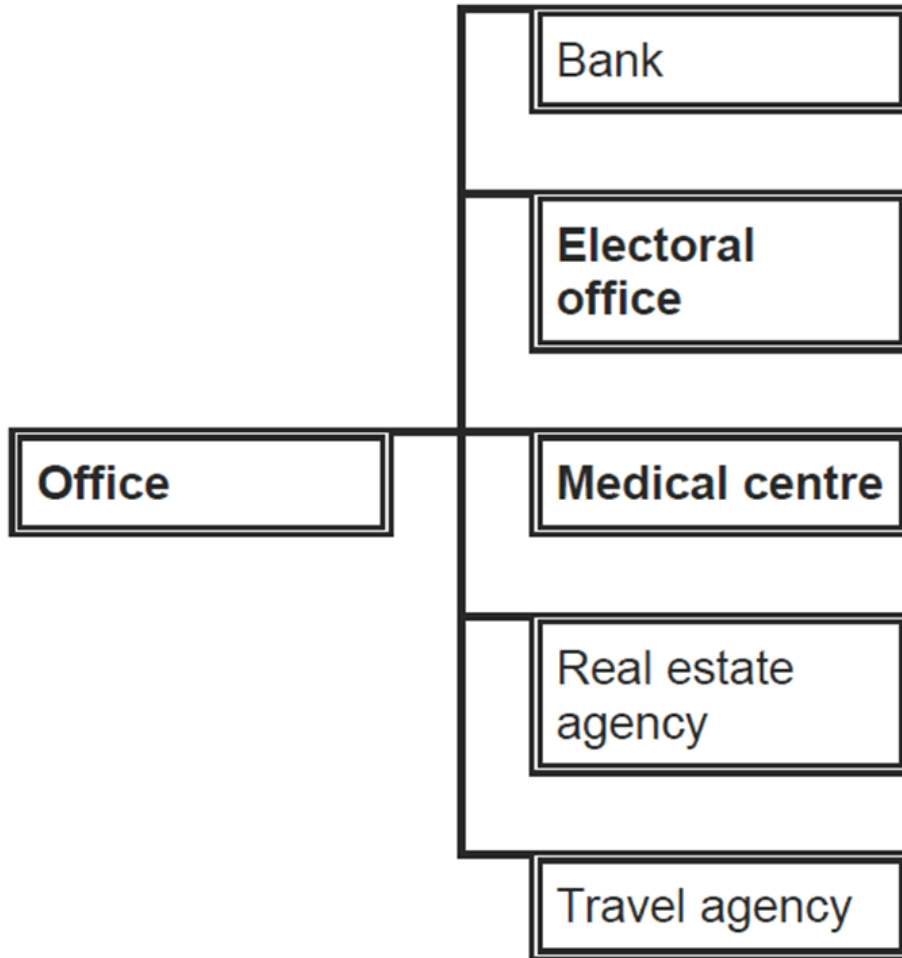 Bank
Electoral
office
Office
Medical centre
Real estate
agency
Travel agency